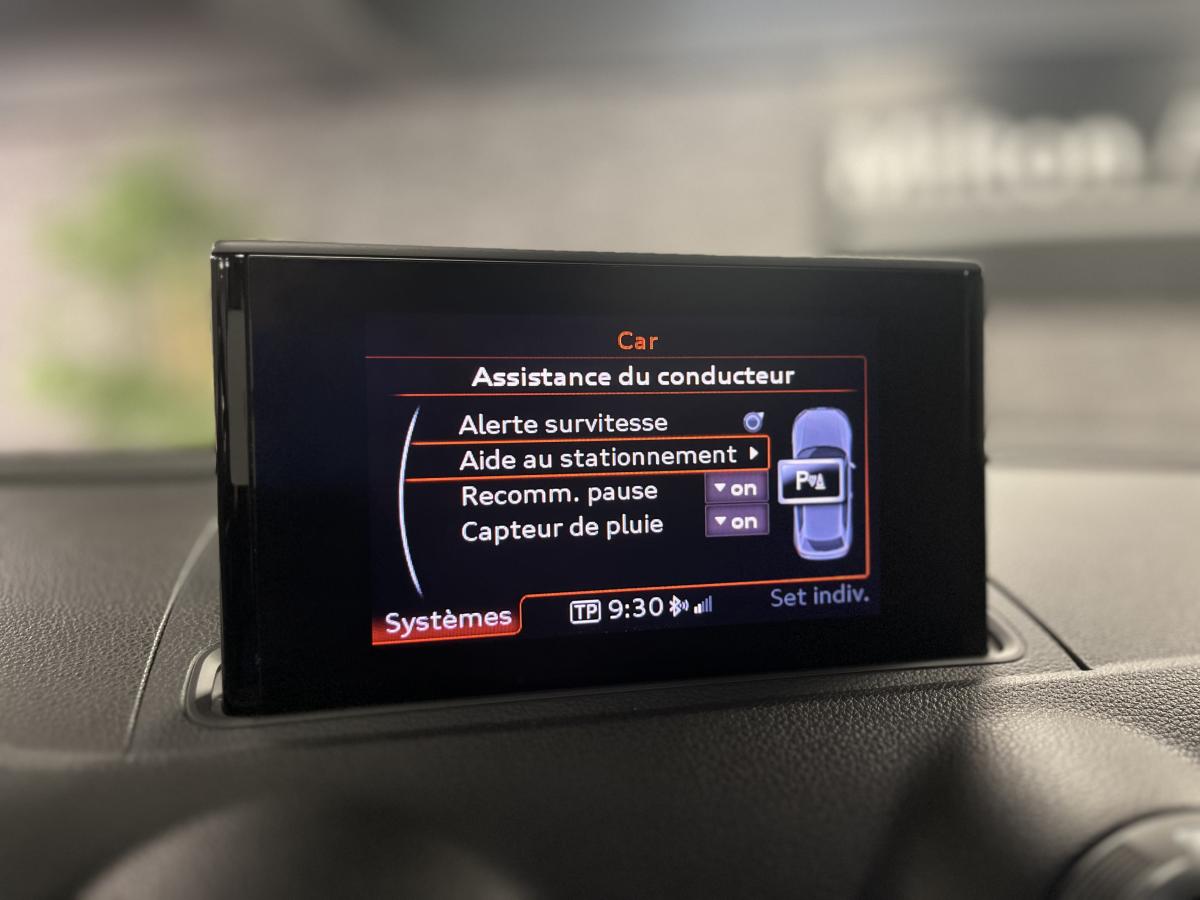 Car
Assistance du conducteur
Alerte survitesse
Aide au stationnement
Recomm. pause on
Capteur de pluie on
P
Systèmes TP 9:30 Set indiv.